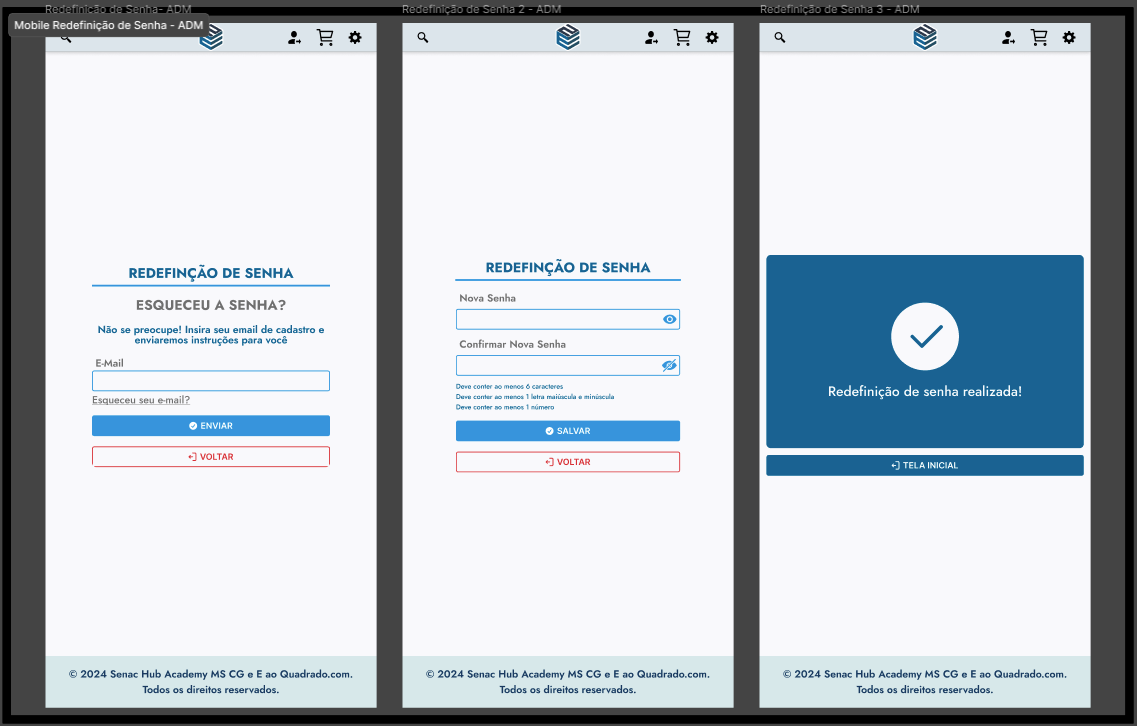 Redefinição de Senha- ADM
Mobile Redefinição de Senha - ADM
REDEFINÇÃO DE SENHA
ESQUECEU A SENHA?
Não se preocupe! Insira seu email de cadastro e
enviaremos instruções para você
E-Mail
Esqueceu seu e-mail?
ENVIAR
VOLTAR
© 2024 Senac Hub Academy MS CG e E ao Quadrado.com.
Todos os direitos reservados.
Redefinição de Senha 2 - ADM
REDEFINÇÃO DE SENHA
Nova Senha
Confirmar Nova Senha
Deve conter ao menos 6 caracteres
Deve conter ao menos 1 letra maiúscula e minúscula
Deve conter ao menos 1 número
SALVAR
VOLTAR
© 2024 Senac Hub Academy MS CG e E ao Quadrado.com.
Todos os direitos reservados.
Redefinição de Senha 3 - ADM
Redefinição de senha realizada!
TELA INICIAL
© 2024 Senac Hub Academy MS CG e E ao Quadrado.com.
Todos os direitos reservados.